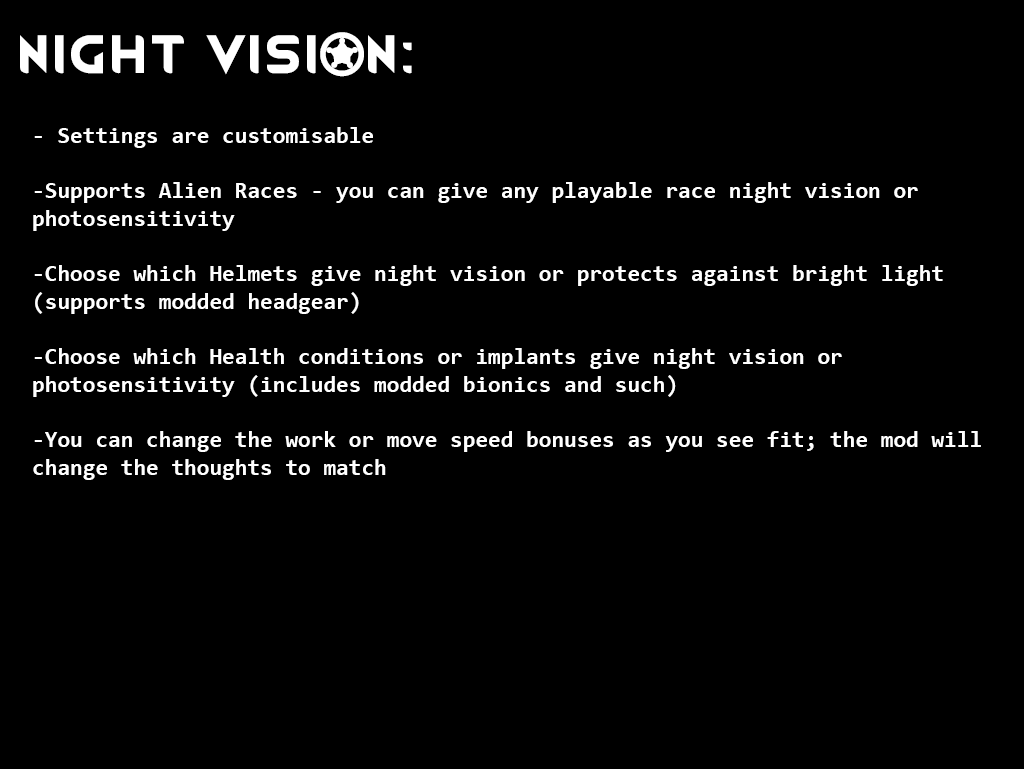 NIGHT VISION:
- Settings are customisable
-Supports Alien Races - you can give any playable race night vision or
photosensitivity
-Choose which Helmets give night vision or protects against bright light
(supports modded headgear)
-Choose which Health conditions or implants give night vision or
photosensitivity (includes modded bionics and such)
-You can change the work or move speed bonuses as you see fit; the mod will
change the thoughts to match